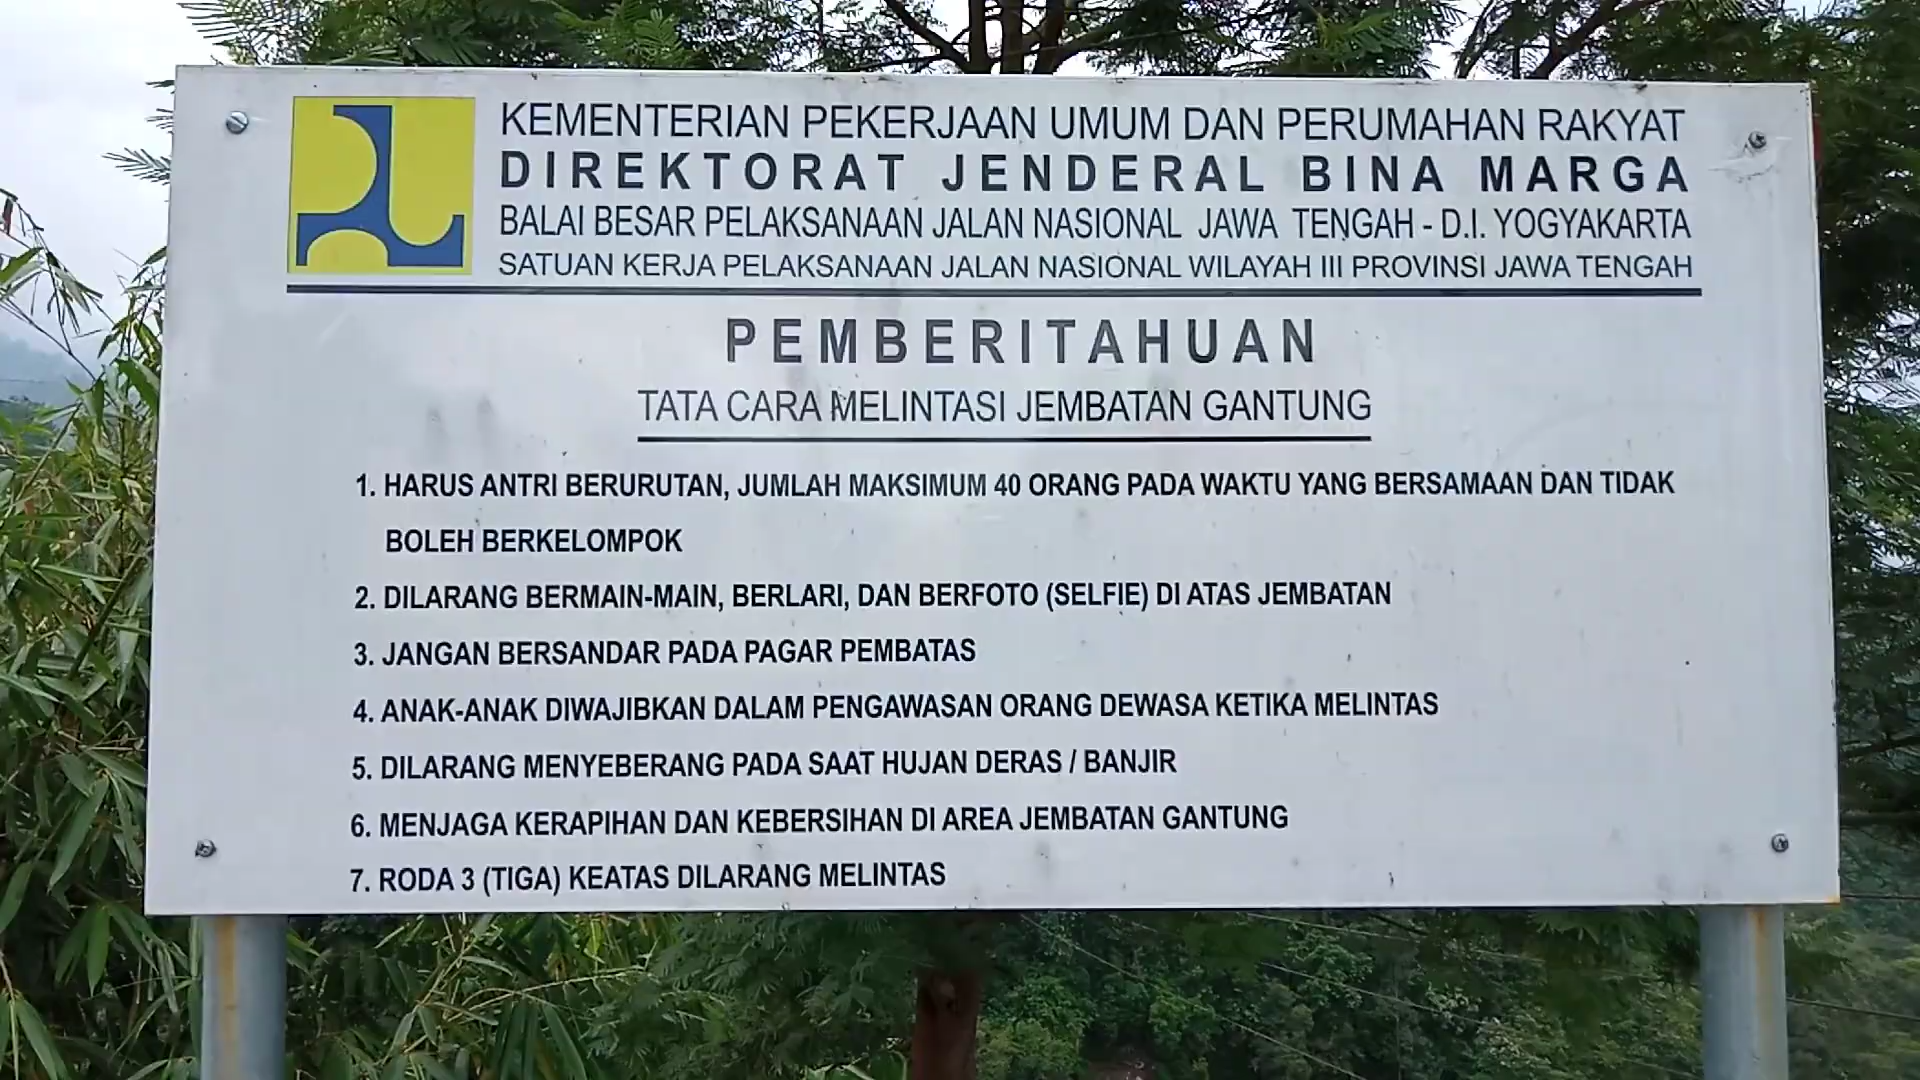 KEMENTERIAN PEKERJAAN UMUM DAN PERUMAHAN RAKYAT
DIREKTORAT JENDERAL BINA MARGA
BALAI BESAR PELAKSANAAN JALAN NASIONAL JAWA TENGAH - D.I. YOGYAKARTA
SATUAN KERJA PELAKSANAAN JALAN NASIONAL WILAYAH III PROVINSI JAWA TENGAH
PEMBERITAHUAN
TATA CARA MELINTASI JEMBATAN GANTUNG
1. HARUS ANTRI BERURUTAN, JUMLAH MAKSIMUM 40 ORANG PADA WAKTU YANG BERSAMAAN DAN TIDAK
BOLEH BERKELOMPOK
2. DILARANG BERMAIN-MAIN, BERLARI, DAN BERFOTO (SELFIE) DI ATAS JEMBATAN
3. JANGAN BERSANDAR PADA PAGAR PEMBATAS
4. ANAK-ANAK DIWAJIBKAN DALAM PENGAWASAN ORANG DEWASA KETIKA MELINTAS
5. DILARANG MENYEBERANG PADA SAAT HUJAN DERAS / BANJIR
6. MENJAGA KERAPIHAN DAN KEBERSIHAN DI AREA JEMBATAN GANTUNG
7. RODA 3 (TIGA) KEATAS DILARANG MELINTAS